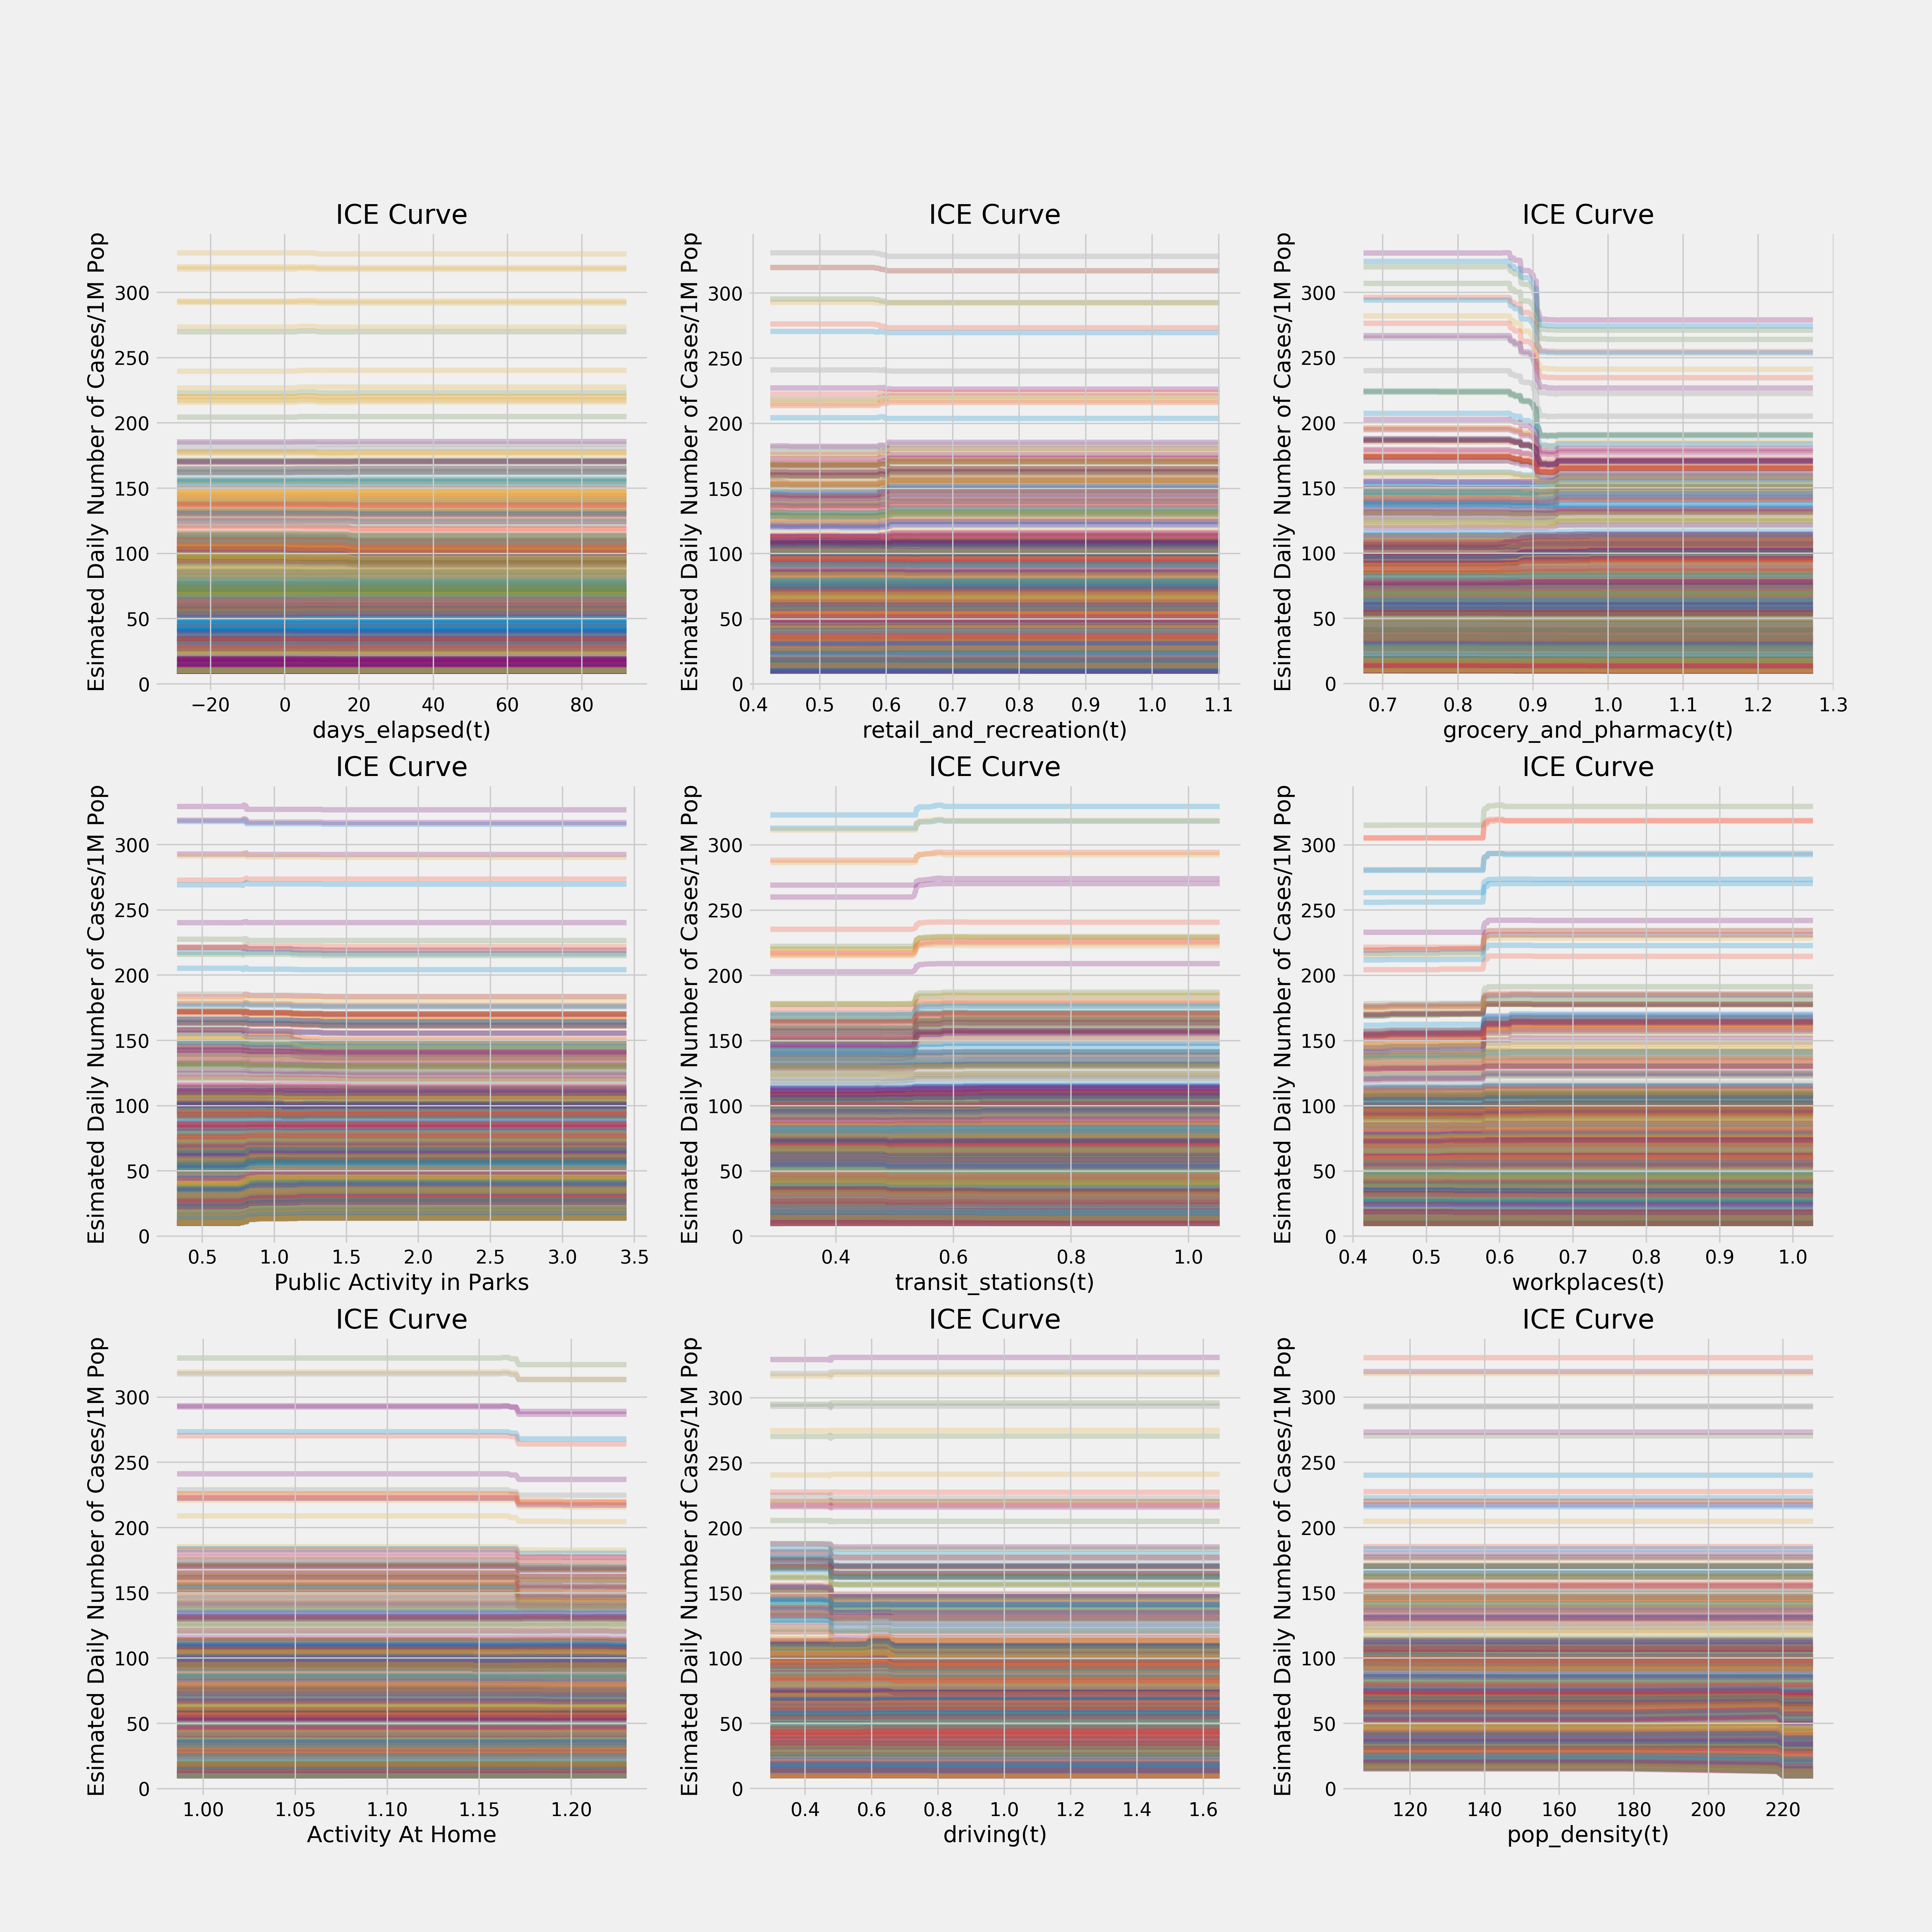 ICE Curve ICE Curve ICE Curve
Esimated Daily Number of Cases/1M Pop Esimated Daily Number of Cases/1M Pop Esimated Daily Number of Cases/1M Pop
300 300 300
250 250 250
200 200 200
150 150 150
100 100 100
50 50 50
0 0 0
−20 0 20 40 60 80 0.4 0.5 0.6 0.7 0.8 0.9 1.0 1.1 0.7 0.8 0.9 1.0 1.1 1.2 1.3
days_elapsed(t) retail_and_recreation(t) grocery_and_pharmacy(t)
ICE Curve ICE Curve ICE Curve
Esimated Daily Number of Cases/1M Pop Esimated Daily Number of Cases/1M Pop Esimated Daily Number of Cases/1M Pop
300 300 300
250 250 250
200 200 200
150 150 150
100 100 100
50 50 50
0 0 0
0.5 1.0 1.5 2.0 2.5 3.0 3.5 0.4 0.6 0.8 1.0 0.4 0.5 0.6 0.7 0.8 0.9 1.0
Public Activity in Parks transit_stations(t) workplaces(t)
ICE Curve ICE Curve ICE Curve
Esimated Daily Number of Cases/1M Pop Esimated Daily Number of Cases/1M Pop Esimated Daily Number of Cases/1M Pop
300 300 300
250 250 250
200 200 200
150 150 150
100 100 100
50 50 50
0 0 0
1.00 1.05 1.10 1.15 1.20 0.4 0.6 0.8 1.0 1.2 1.4 1.6 120 140 160 180 200 220
Activity At Home driving(t) pop_density(t)